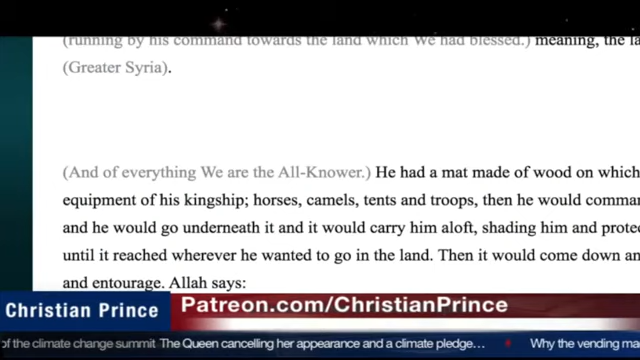 (running by his command towards the land which We had blessed.) meaning, the la
(Greater Syria).
(And of everything We are the All-Knower.) He had a mat made of wood on which
equipment of his kingship; horses, camels, tents and troops, then he would comman
and he would go underneath it and it would carry him aloft, shading him and protec
until it reached wherever he wanted to go in the land. Then it would come down an
and entourage. Allah says:
Christian Prince
Patreon.com/ChristianPrince
of the climate change summit The Queen cancelling her appearance and a climate pledge... Why the vending ma